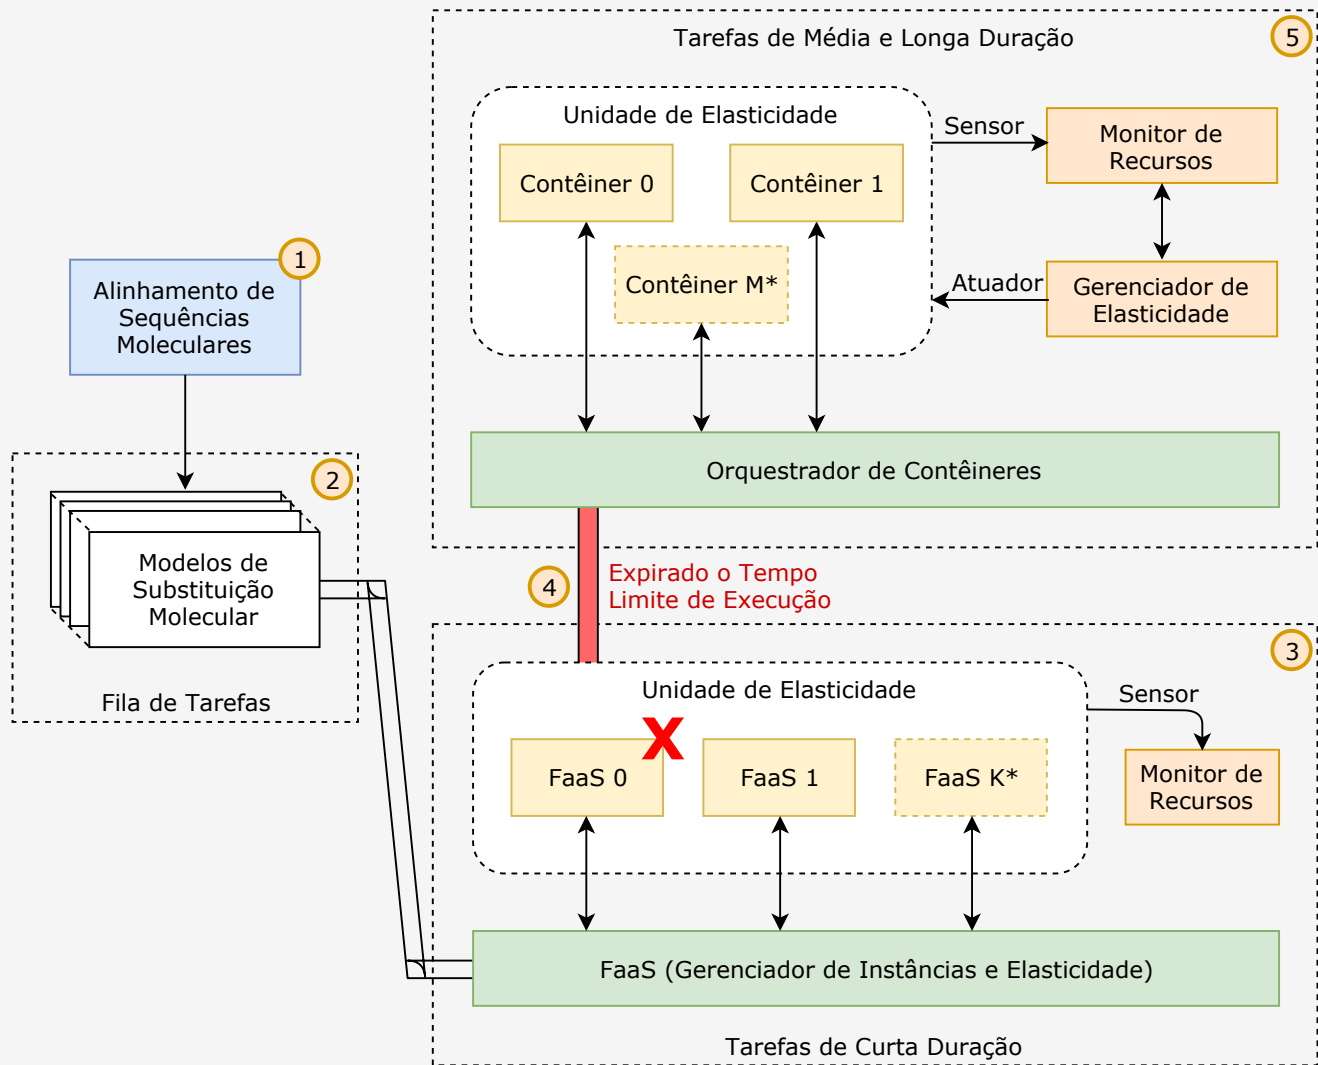 1
Alinhamento de
Sequências
Moleculares
2
Modelos de
Substituição
Molecular
Fila de Tarefas
Tarefas de Média e Longa Duração
5
Unidade de Elasticidade
Contêiner 0
Contêiner 1
Contêiner M*
Sensor
Monitor de
Recursos
Atuador
Gerenciador de
Elasticidade
Orquestrador de Contêineres
4
Expirado o Tempo
Limite de Execução
3
Unidade de Elasticidade
X
FaaS 0
FaaS 1
FaaS K*
Sensor
Monitor de
Recursos
FaaS (Gerenciador de Instâncias e Elasticidade)
Tarefas de Curta Duração